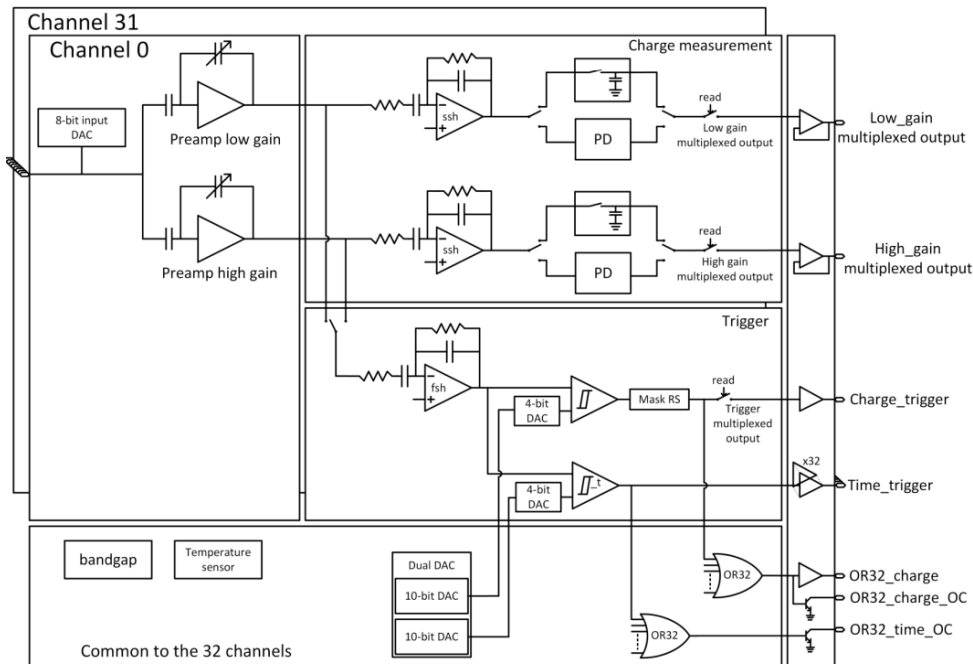 Channel 31
Channel 0
Charge measurement
8-bit input
DAC
Preamp low gain
ssh
PD
read
Low gain
multiplexed output
Low_gain
multiplexed output
Preamp high gain
ssh
PD
read
High gain
multiplexed output
High_gain
multiplexed output
Trigger
fsh
4-bit
DAC
Mask RS
read
Trigger
multiplexed
output
Charge_trigger
4-bit
DAC
_t
x32
Time_trigger
bandgap
Temperature
sensor
Dual DAC
10-bit DAC
10-bit DAC
OR32
OR32
OR32_charge
OR32_charge_OC
OR32_time_OC
Common to the 32 channels